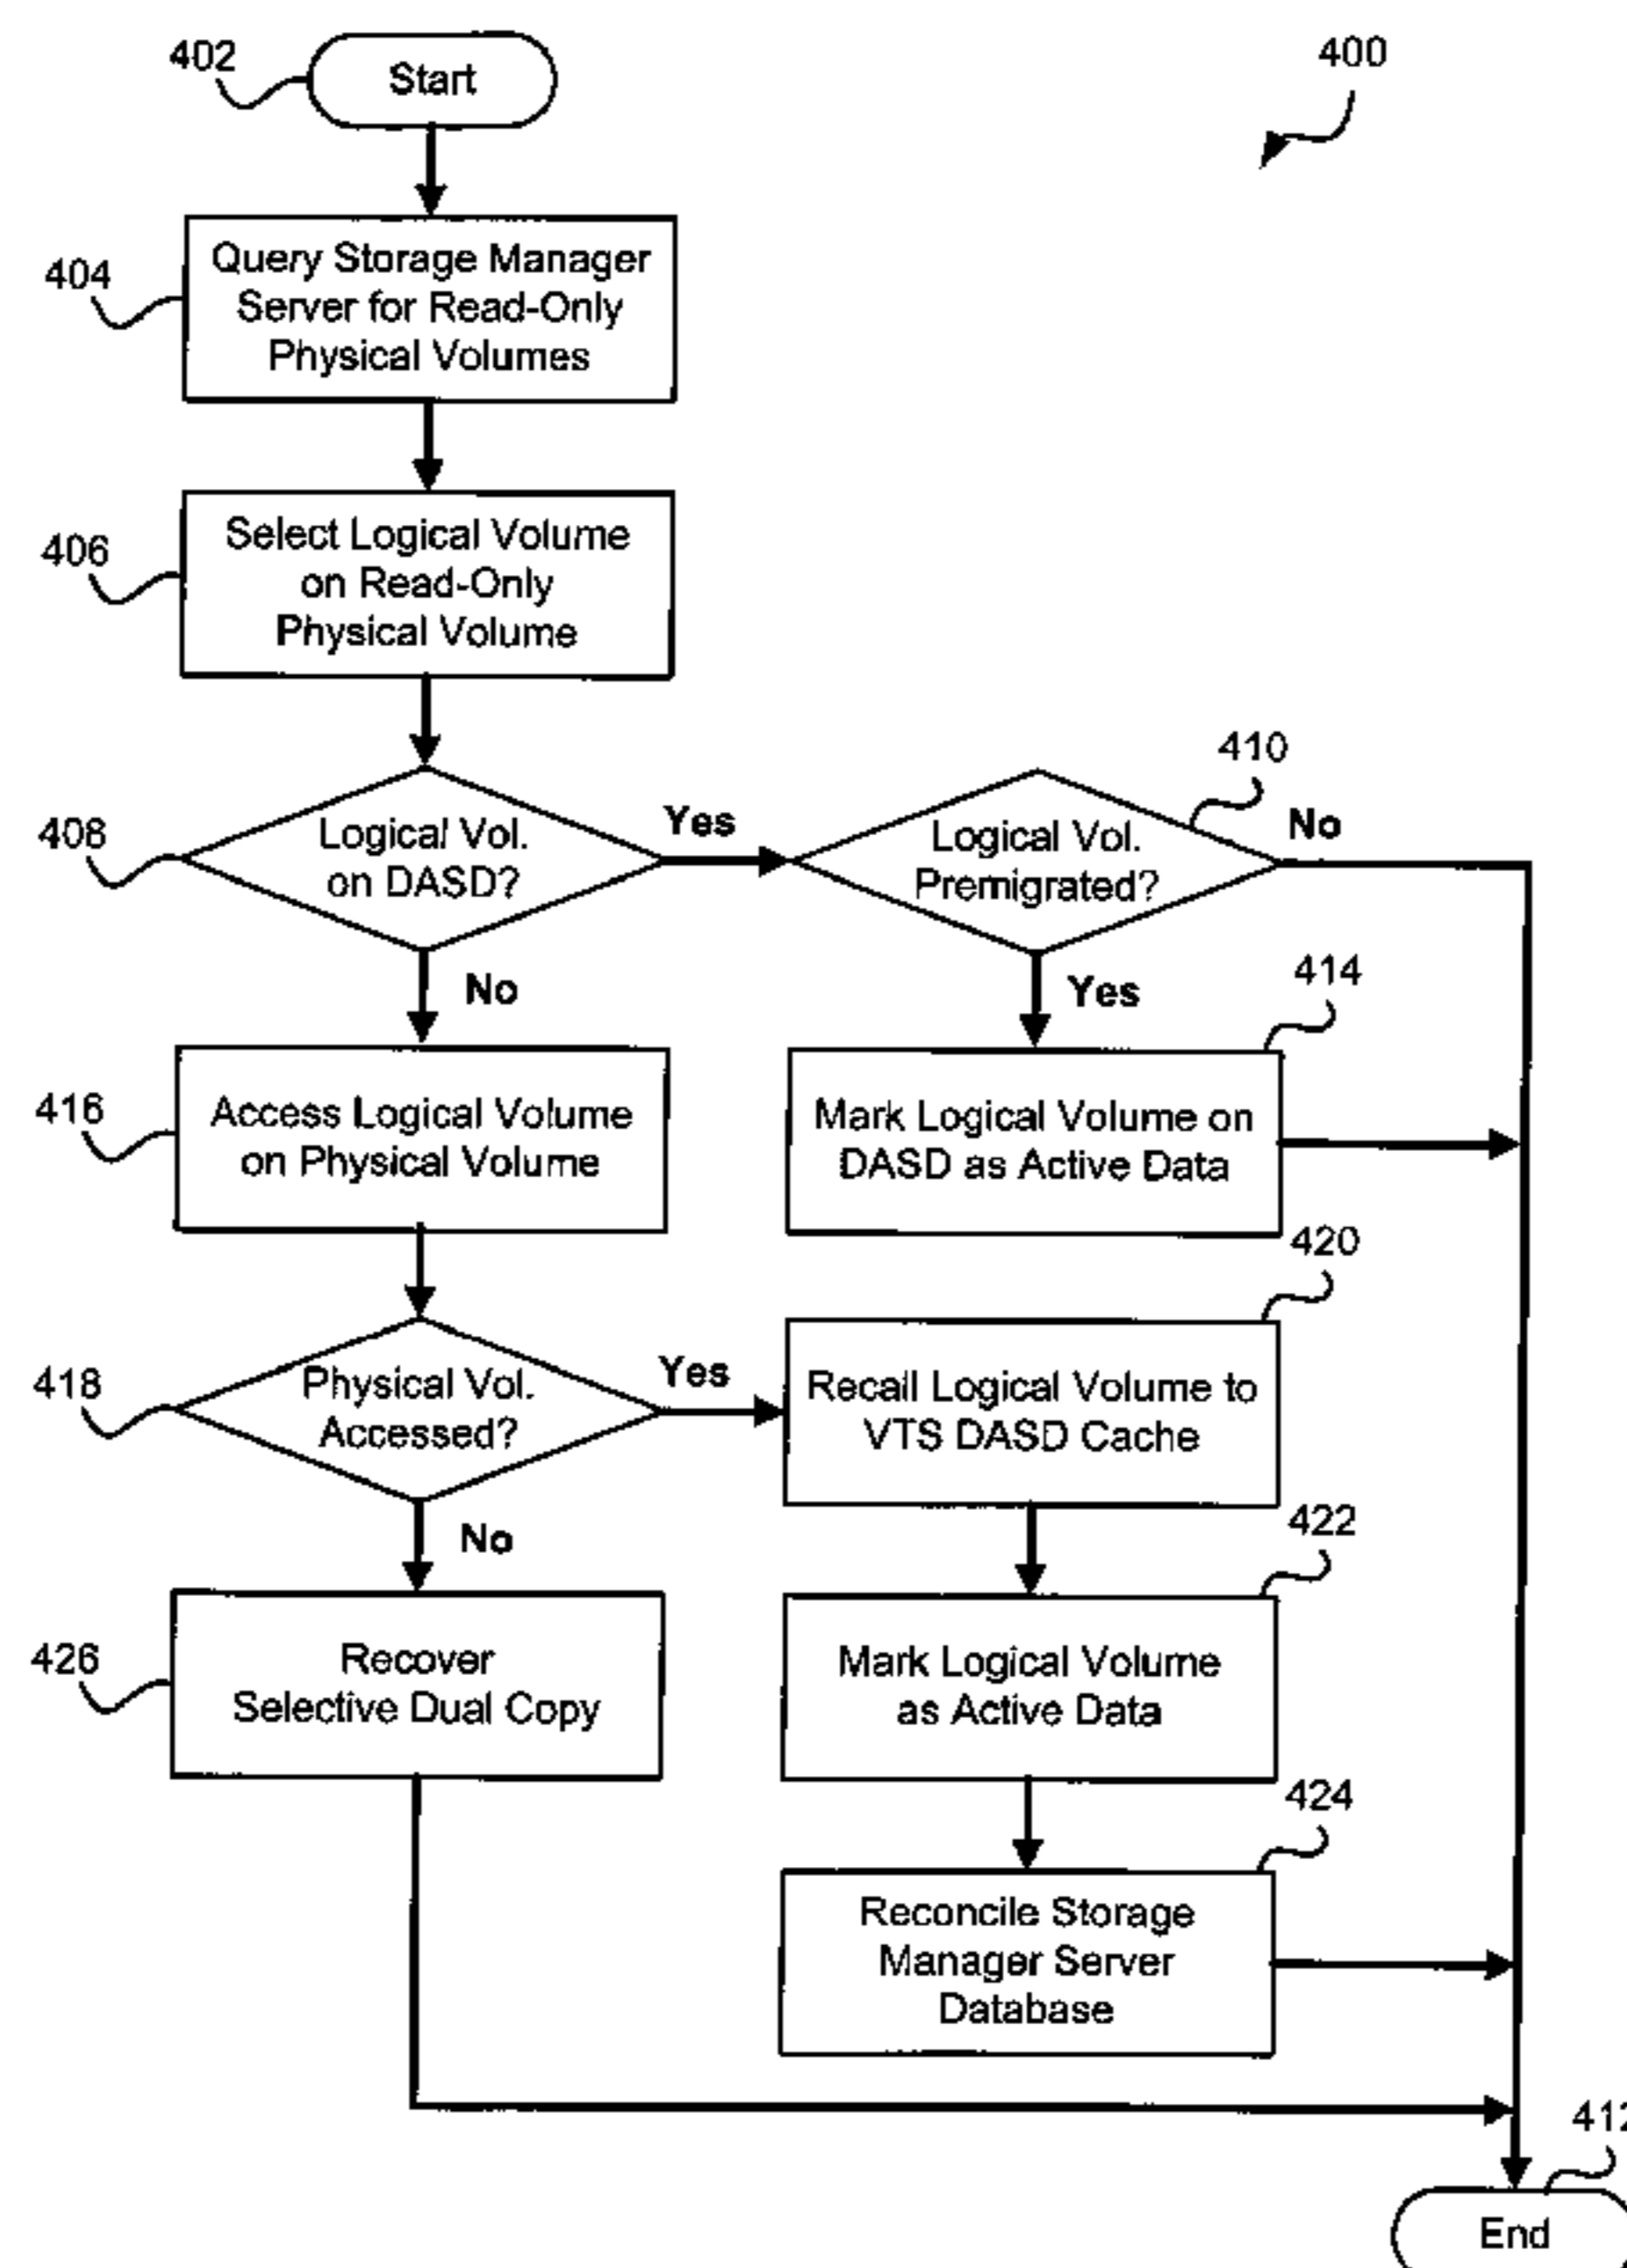 402
Start
400
404
Query Storage Manager
Server for Read-Only
Physical Volumes
406
Select Logical Volume
on Read-Only
Physical Volume
408
Logical Vol.
on DASD?
Yes
No
410
Logical Vol.
Premigrated?
No
Yes
414
Mark Logical Volume on
DASD as Active Data
416
Access Logical Volume
on Physical Volume
418
Physical Vol.
Accessed?
Yes
No
420
Recall Logical Volume to
VTS DASD Cache
422
Mark Logical Volume
as Active Data
424
Reconcile Storage
Manager Server
Database
426
Recover
Selective Dual Copy
412
End